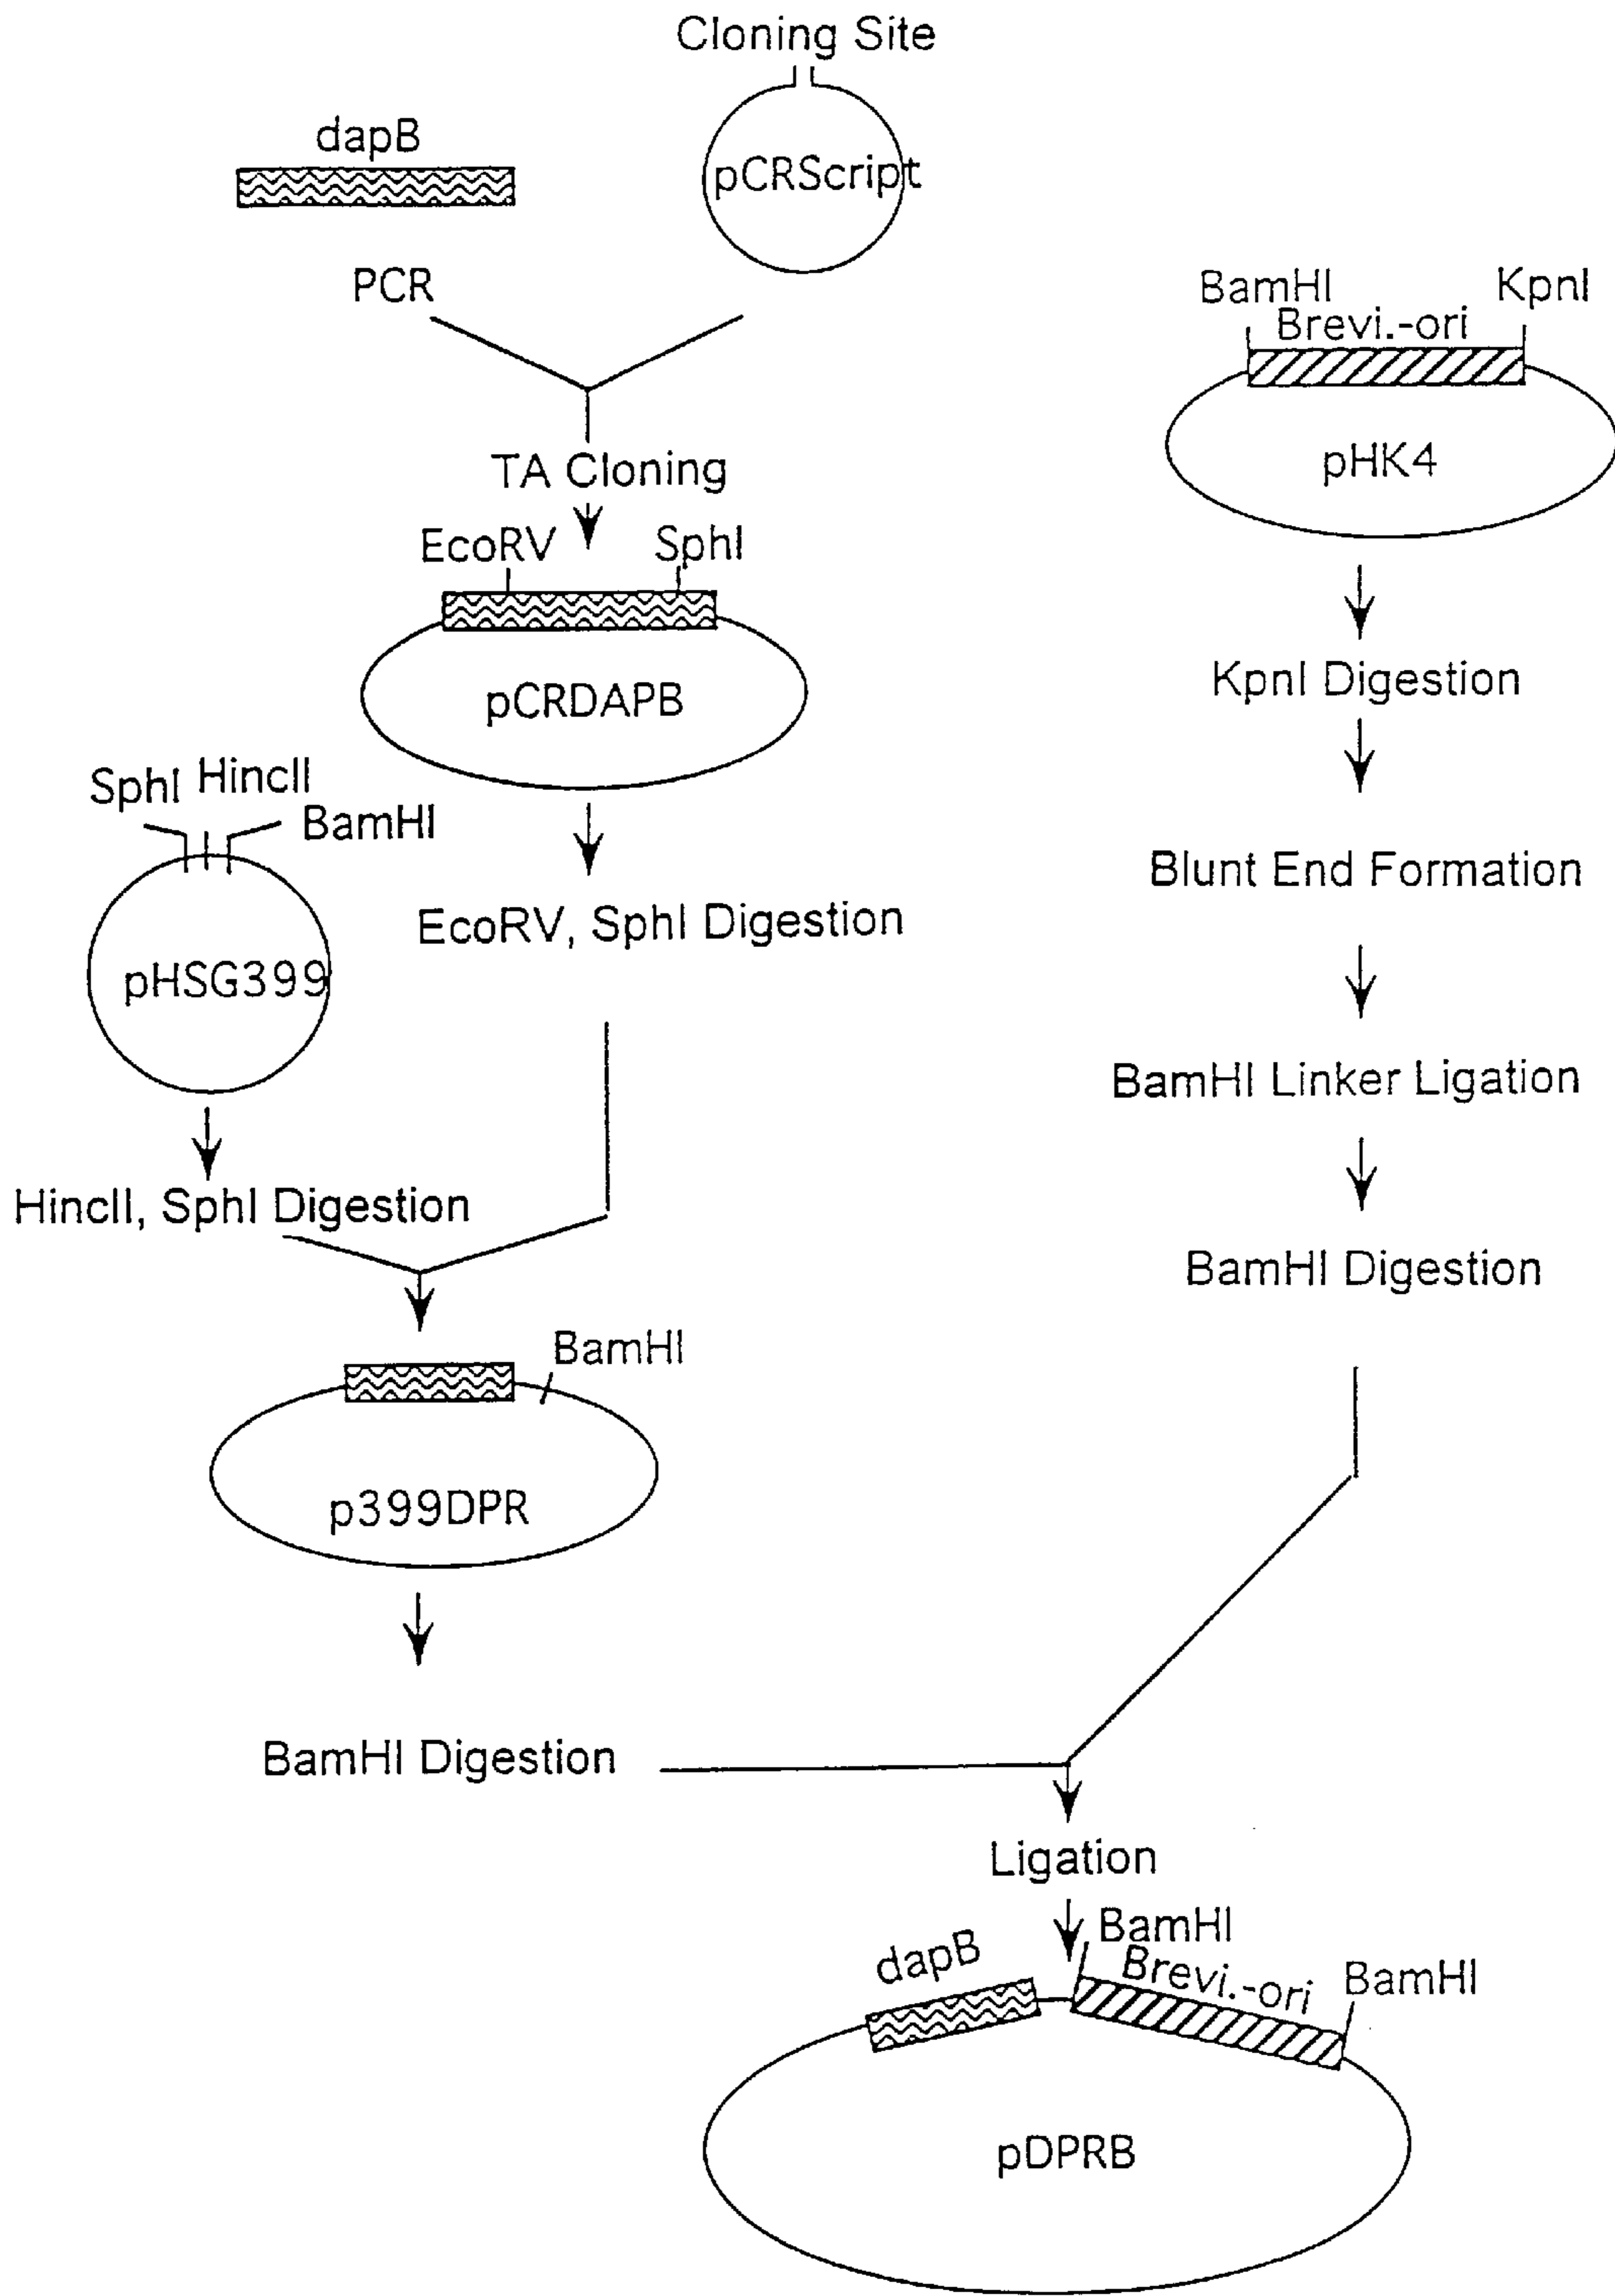 Cloning Site
dapB
pCRScript
PCR
BamHI
KpnI
Brevi.-ori
pHK4
TA Cloning
EcoRV
SphI
pCRDAPB
KpnI Digestion
SphI
HincII
BamHI
pHSG399
EcoRV, SphI Digestion
Blunt End Formation
BamHI Linker Ligation
HincII, SphI Digestion
BamHI Digestion
BamHI
p399DPR
BamHI Digestion
Ligation
dapB
BamHI
Brevi.-ori
BamHI
pDPRB